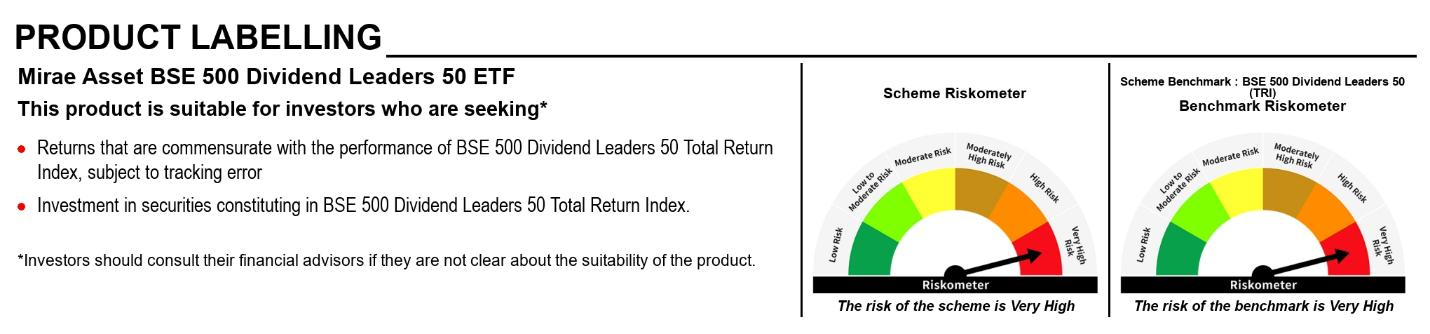 PRODUCT LABELLING
Mirae Asset BSE 500 Dividend Leaders 50 ETF
This product is suitable for investors who are seeking*
Returns that are commensurate with the performance of BSE 500 Dividend Leaders 50 Total Return
Index, subject to tracking error
Investment in securities constituting in BSE 500 Dividend Leaders 50 Total Return Index.
*Investors should consult their financial advisors if they are not clear about the suitability of the product.
Scheme Riskometer
Low Risk
Low to
Moderate Risk
Moderate Risk
Moderately
High Risk
High Risk
Very High
Risk
Riskometer
The risk of the scheme is Very High
Scheme Benchmark : BSE 500 Dividend Leaders 50
(TRI)
Benchmark Riskometer
Low Risk
Low to
Moderate Risk
Moderate Risk
Moderately
High Risk
High Risk
Very High
Risk
Riskometer
The risk of the benchmark is Very High